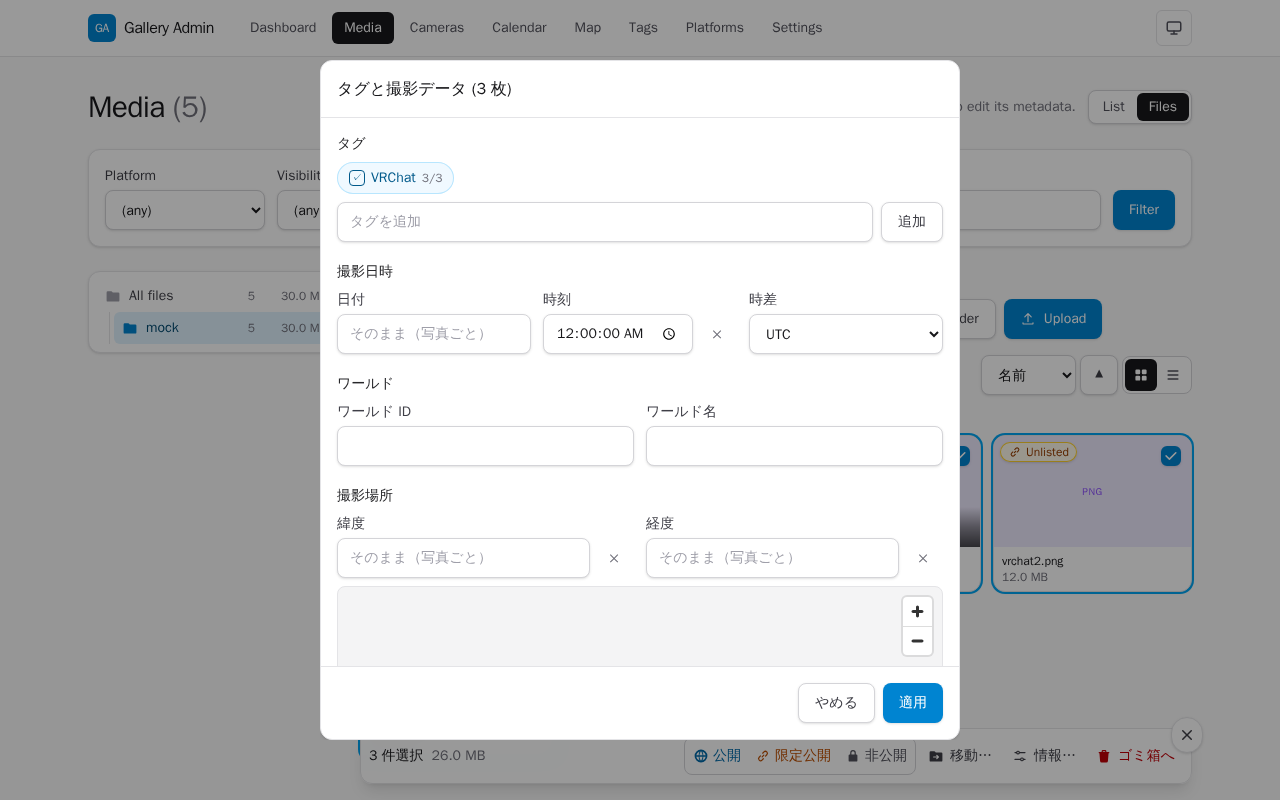 GA Gallery Admin Dashboard Media Cameras Calendar Map Tags Platforms Settings
Media (5)
edit its metadata. List Files
Platform
(any)
(any
Filter
All files 5 30.0 M
mock 5 30.0 M
der Upload
名前 ▲
Unlisted
PNG
vrchat2.png
12.0 MB
タグと撮影データ (3 枚)
タグ
VRChat 3/3
タグを追加 追加
撮影日時
日付 時刻 時差
そのまま（写真ごと） 12:00:00 AM × UTC
ワールド
ワールド ID ワールド名
撮影場所
緯度 経度
そのまま（写真ごと） × そのまま（写真ごと） ×
+
−
やめる 適用
3 件選択 26.0 MB 公開 限定公開 非公開 移動… 情報… ゴミ箱へ ×